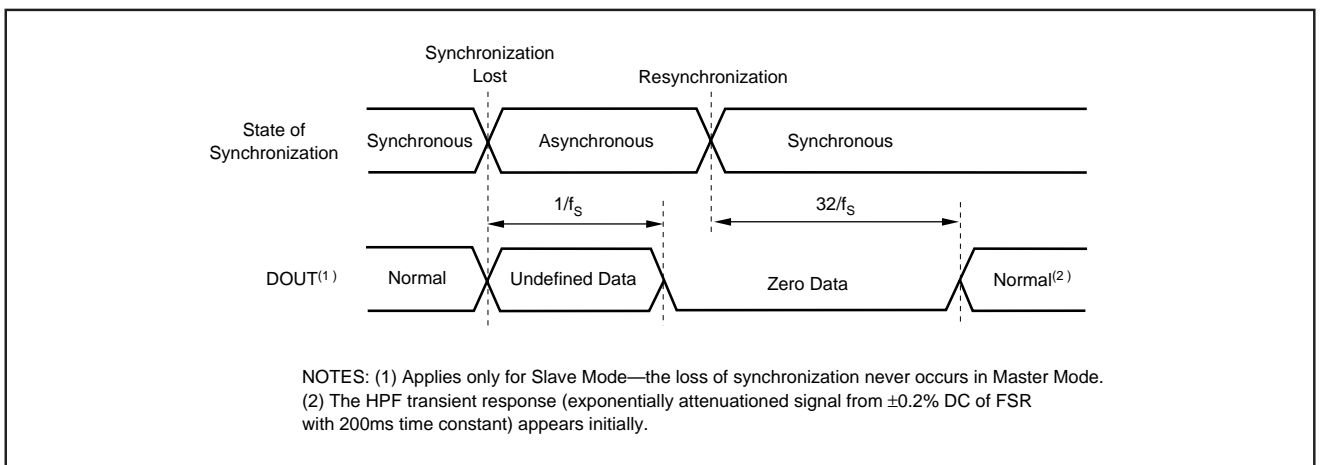 Synchronization
Lost
Resynchronization
State of
Synchronization
Synchronous
Asynchronous
Synchronous
1/fS
32/fS
DOUT(1 )
Normal
Undefined Data
Zero Data
Normal(2 )
NOTES: (1) Applies only for Slave Mode—the loss of synchronization never occurs in Master Mode.
(2) The HPF transient response (exponentially attenuationed signal from ±0.2% DC of FSR
with 200ms time constant) appears initially.